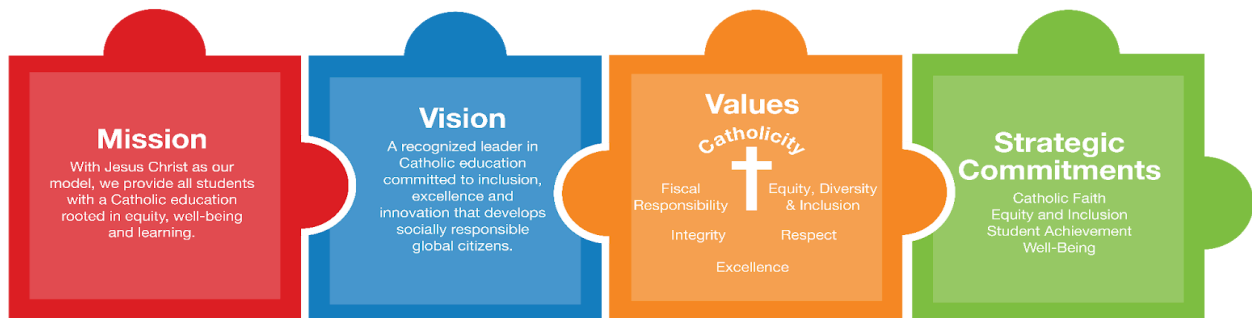 Mission
With Jesus Christ as our
model, we provide all students
with a Catholic education
rooted in equity, well-being
and learning.
Vision
A recognized leader in
Catholic education
committed to inclusion,
excellence and
innovation that develops
socially responsible
global citizens.
Values
Catholicity
Fiscal
Responsibility
Equity, Diversity
& Inclusion
Integrity
Respect
Excellence
Strategic
Commitments
Catholic Faith
Equity and Inclusion
Student Achievement
Well-Being